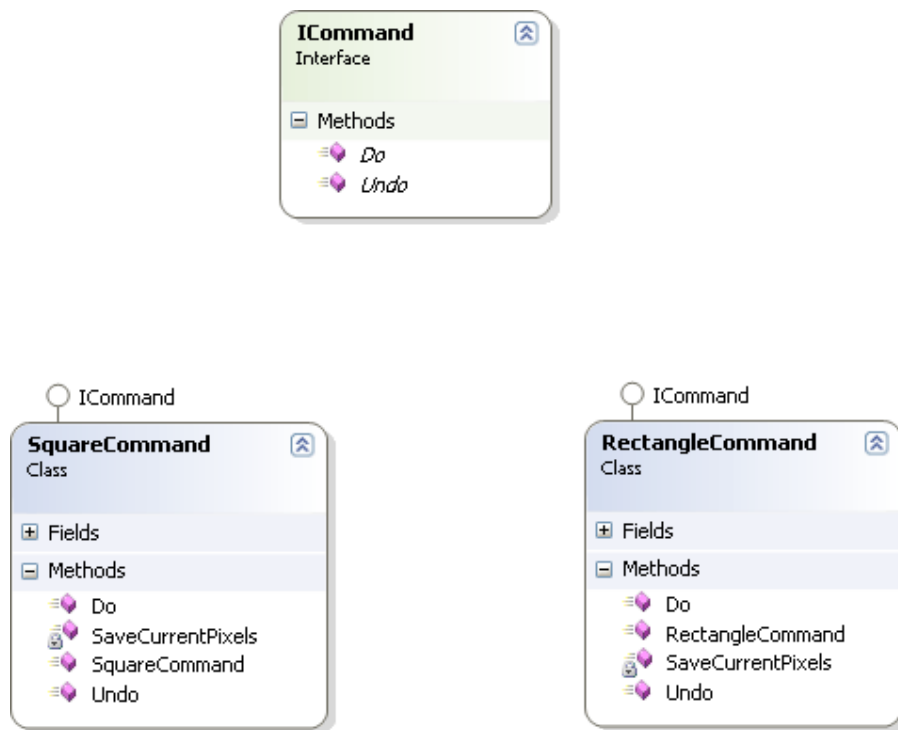 ICommand
Interface
Methods
Do
Undo
ICommand
SquareCommand
Class
Fields
Methods
Do
SaveCurrentPixels
SquareCommand
Undo
ICommand
RectangleCommand
Class
Fields
Methods
Do
RectangleCommand
SaveCurrentPixels
Undo